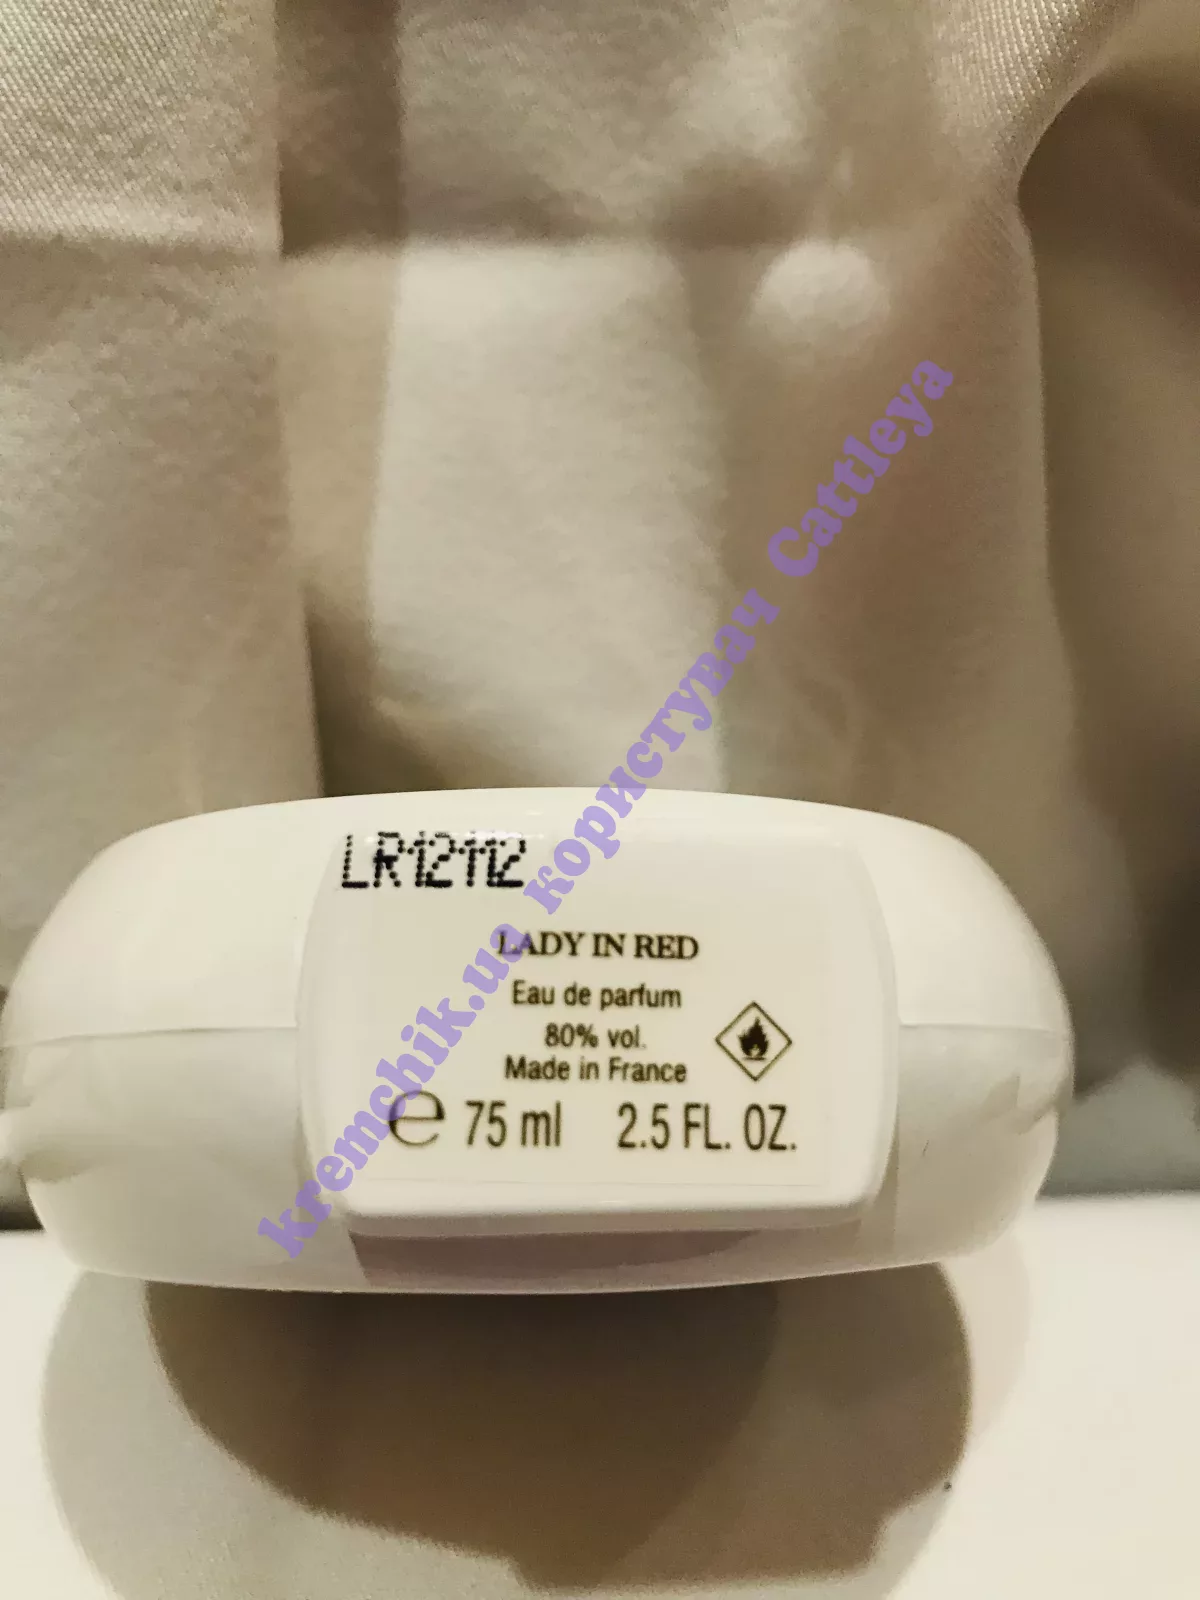 LR12112
LADY IN RED
Eau de parfum
80% vol.
Made in France
℮ 75 ml 2.5 FL. OZ.
kremchik.ua користувач Cattleya